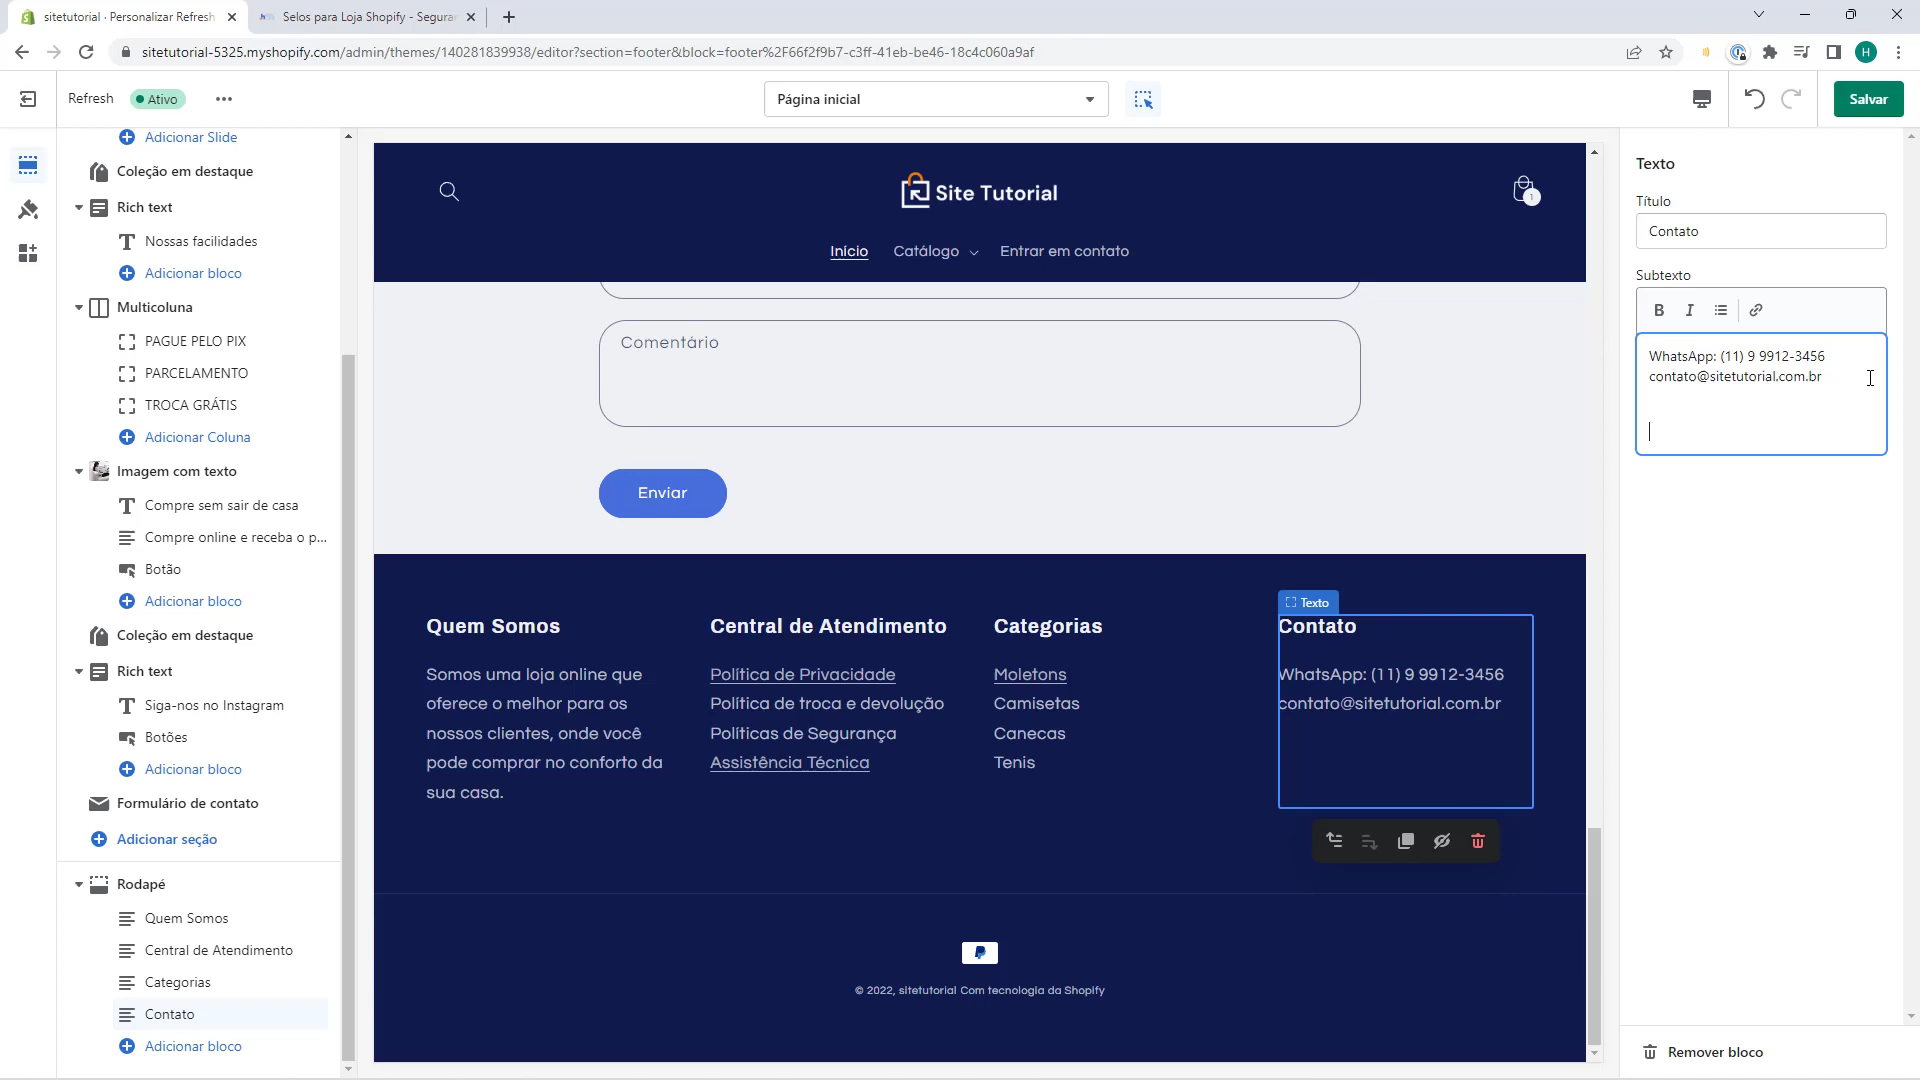 sitetutorial · Personalizar Refresh
Selos para Loja Shopify - Segurar
sitetutorial-5325.myshopify.com/admin/themes/140281839938/editor?section=footer&block=footer%2F66f2f9b7-c3ff-41eb-be46-18c4c060a9af
H
Refresh
Ativo
Página inicial
Salvar
Adicionar Slide
Coleção em destaque
Rich text
Nossas facilidades
Adicionar bloco
Multicoluna
PAGUE PELO PIX
PARCELAMENTO
TROCA GRÁTIS
Adicionar Coluna
Imagem com texto
Compre sem sair de casa
Compre online e receba o p...
Botão
Adicionar bloco
Coleção em destaque
Rich text
Siga-nos no Instagram
Botões
Adicionar bloco
Formulário de contato
Adicionar seção
Rodapé
Quem Somos
Central de Atendimento
Categorias
Contato
Adicionar bloco
Site Tutorial
1
Início
Catálogo
Entrar em contato
Comentário
Enviar
Quem Somos
Somos uma loja online que
oferece o melhor para os
nossos clientes, onde você
pode comprar no conforto da
sua casa.
Central de Atendimento
Política de Privacidade
Política de troca e devolução
Políticas de Segurança
Assistência Técnica
Categorias
Moletons
Camisetas
Canecas
Tenis
Texto
Contato
WhatsApp: (11) 9 9912-3456
contato@sitetutorial.com.br
© 2022, sitetutorial Com tecnologia da Shopify
Texto
Título
Contato
Subtexto
B I
WhatsApp: (11) 9 9912-3456
contato@sitetutorial.com.br
Remover bloco